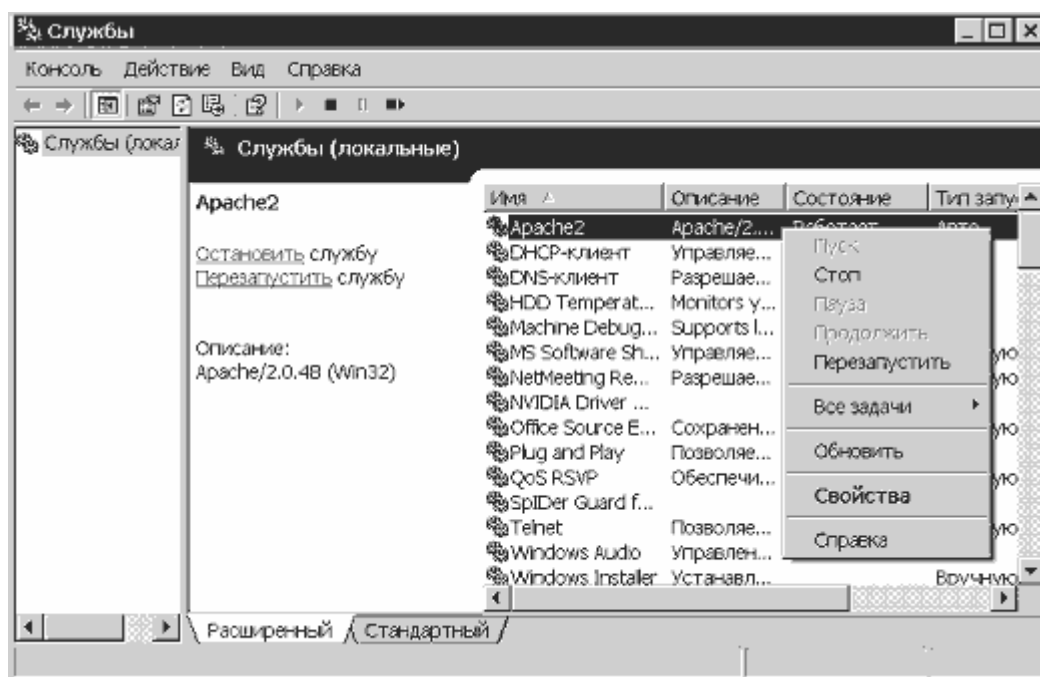 Службы
Консоль Действие Вид Справка
Службы (локал
Службы (локальные)
Apache2
Остановить службу
Перезапустить службу
Описание:
Apache/2.0.48 (Win32)
Имя Описание Состояние Тип запу
Apache2 Apache/2.... Работает Авто
DHCP-клиент Управляе...
DNS-клиент Разрешае...
HDD Temperat... Monitors y...
Machine Debug... Supports l...
MS Software Sh... Управляе...
NetMeeting Re... Разрешае...
NVIDIA Driver ...
Office Source E... Сохранен...
Plug and Play Позволяе...
QoS RSVP Обеспечи...
SpIDer Guard f...
Telnet Позволяе...
Windows Audio Управлен...
Windows Installer Устанавл... Вручную
Пуск
Стоп
Пауза
Продолжить
Перезапустить
Все задачи
Обновить
Свойства
Справка
Расширенный Стандартный